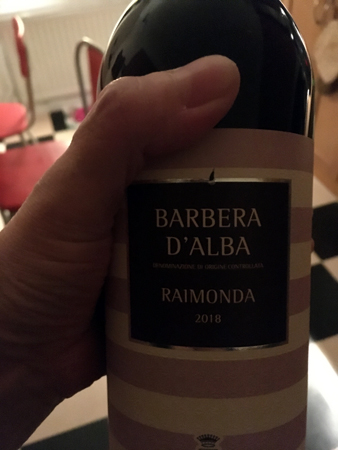 BARBERA
D'ALBA
DENOMINAZIONE DI ORIGINE CONTROLLATA
RAIMONDA
2018